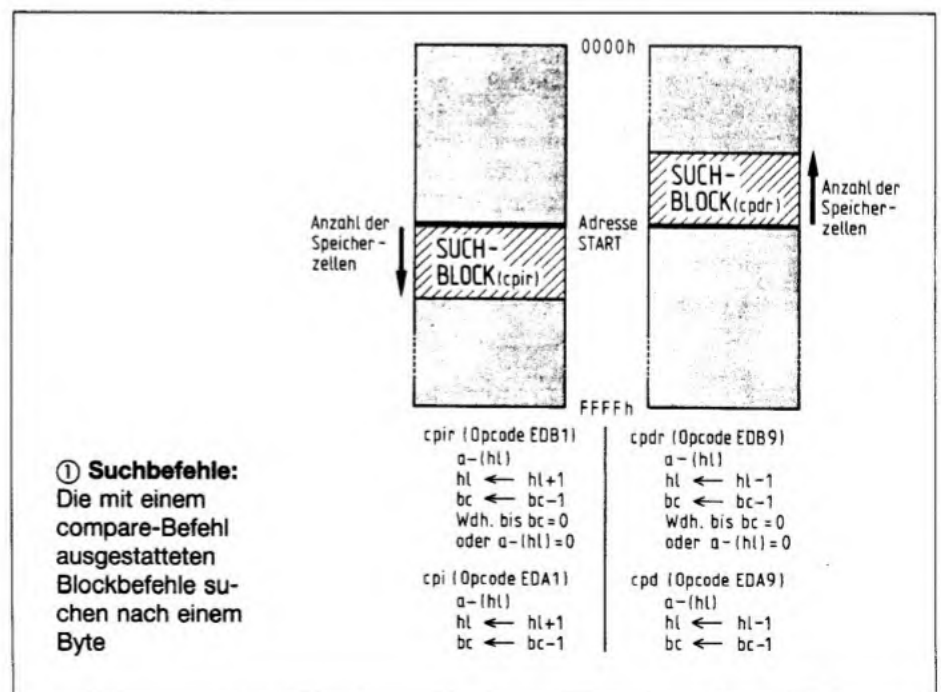 0000h
SUCH-
BLOCK(cpdr)
Anzahl der
Speicher-
zellen
Anzahl der
Speicher-
zellen
Adresse
START
SUCH-
BLOCK(cpir)
FFFFh
cpir (Opcode EDB1)
a-(hl)
hl ← hl+1
bc ← bc-1
Wdh. bis bc=0
oder a-(hl)=0
cpi (Opcode EDA1)
a-(hl)
hl ← hl+1
bc ← bc-1
cpdr (Opcode EDB9)
a-(hl)
hl ← hl-1
bc ← bc-1
Wdh. bis bc=0
oder a-(hl)=0
cpd (Opcode EDA9)
a-(hl)
hl ← hl-1
bc ← bc-1
① Suchbefehle:
Die mit einem
compare-Befehl
ausgestatteten
Blockbefehle su-
chen nach einem
Byte